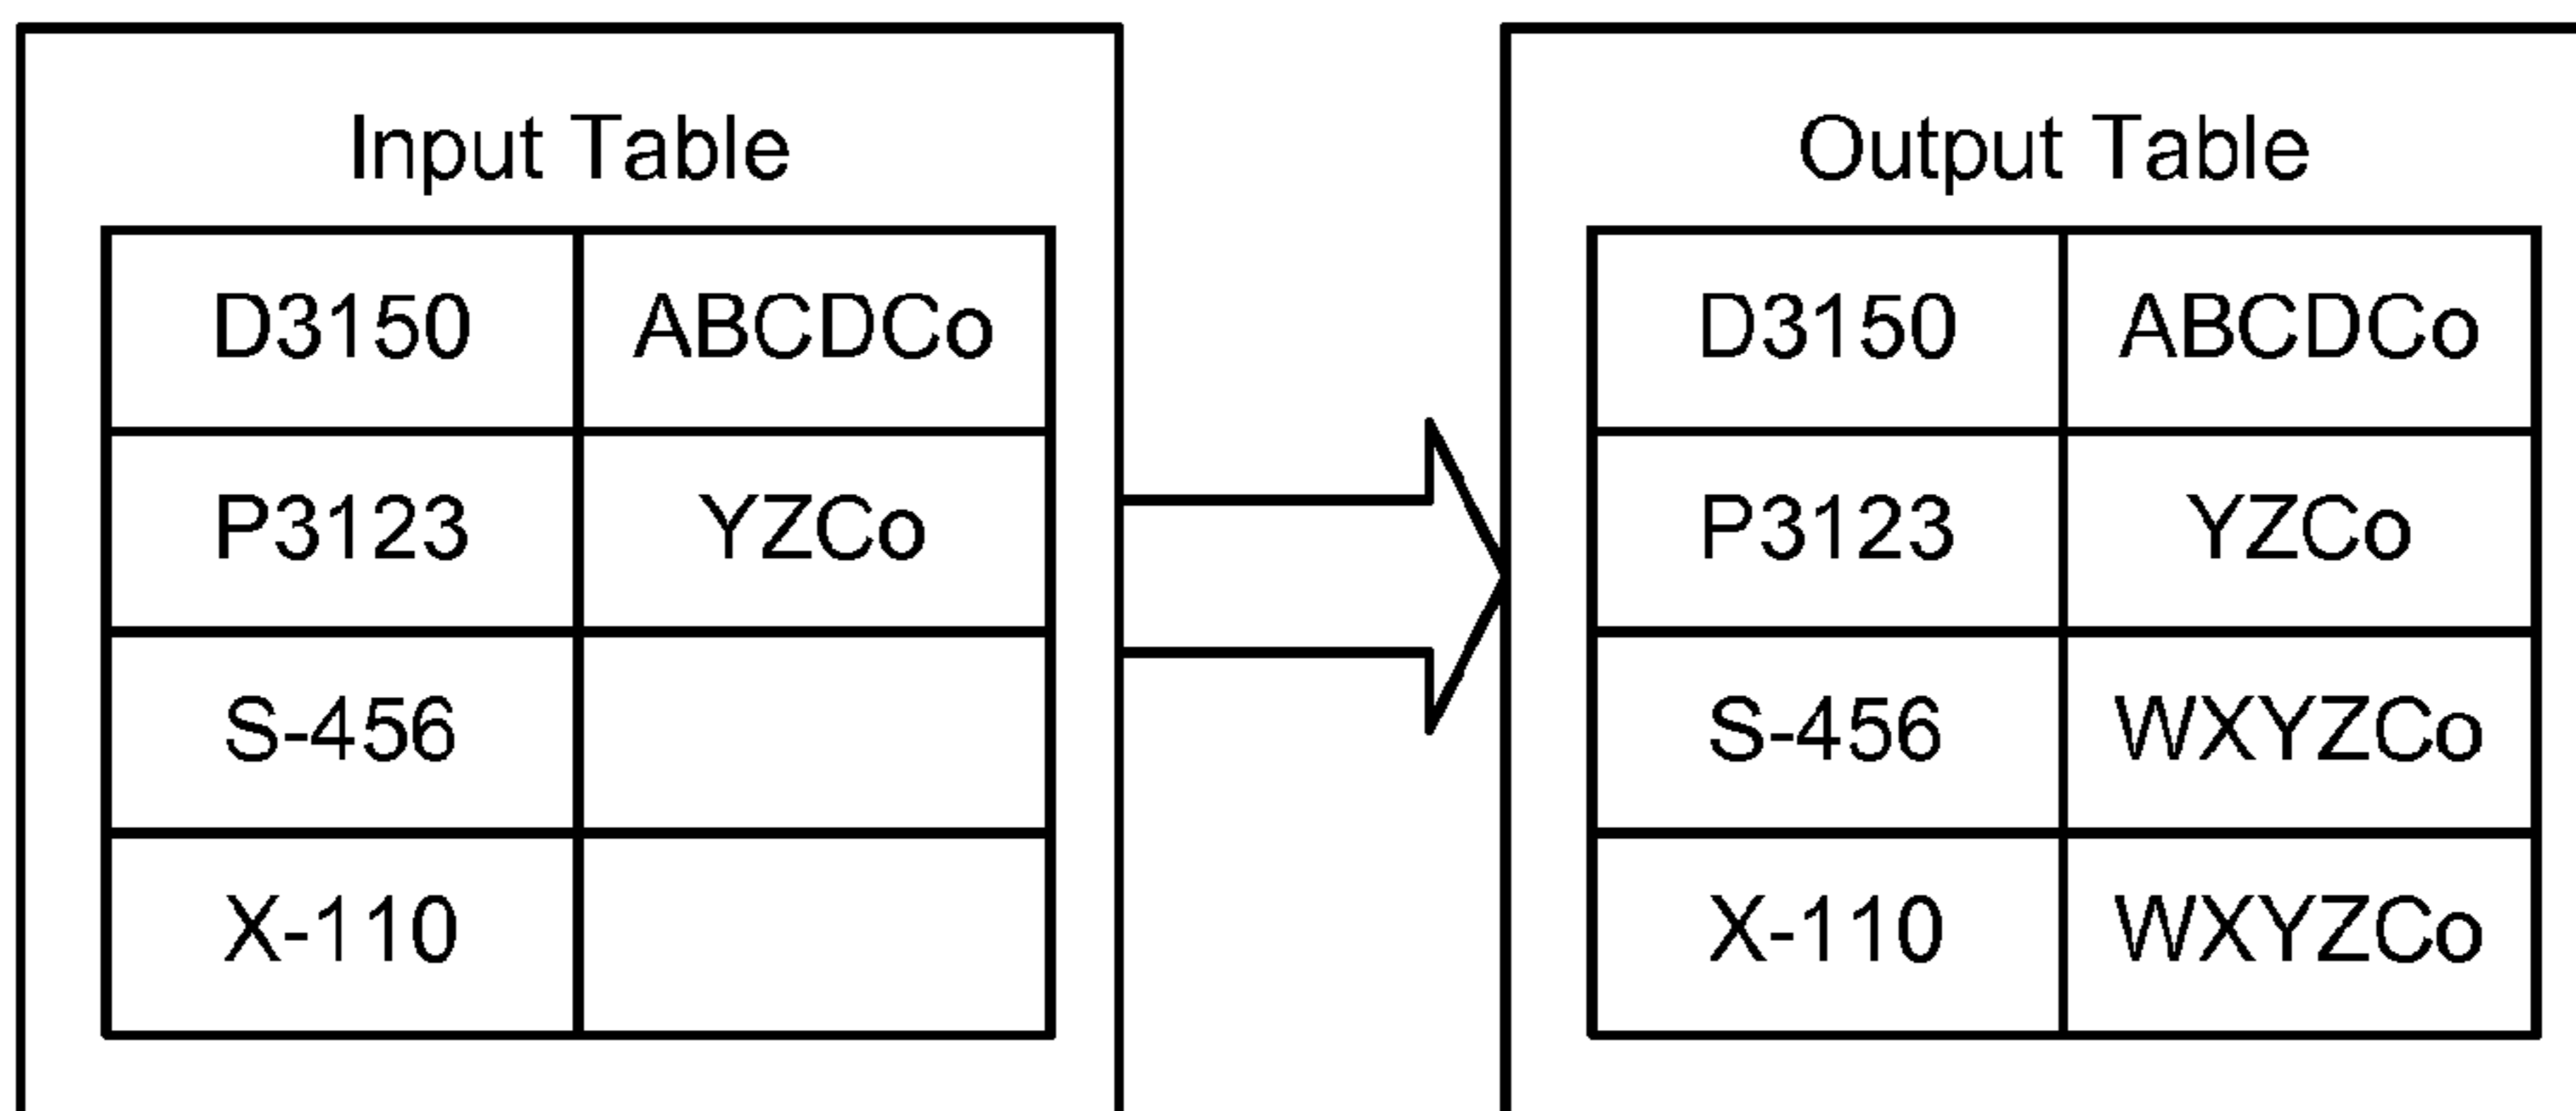 Input Table
D3150 ABCDCo
P3123 YZCo
S-456
X-110
Output Table
D3150 ABCDCo
P3123 YZCo
S-456 WXYZCo
X-110 WXYZCo